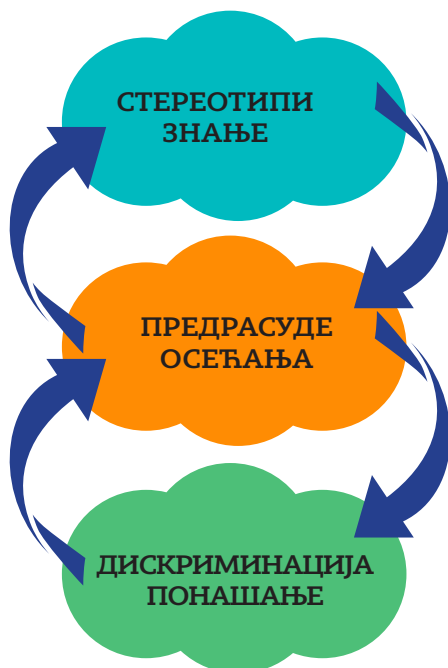 СТЕРЕОТИПИ
ЗНАЊЕ
ПРЕДРАСУДЕ
ОСЕЋАЊА
ДИСКРИМИНАЦИЈА
ПОНАШАЊЕ